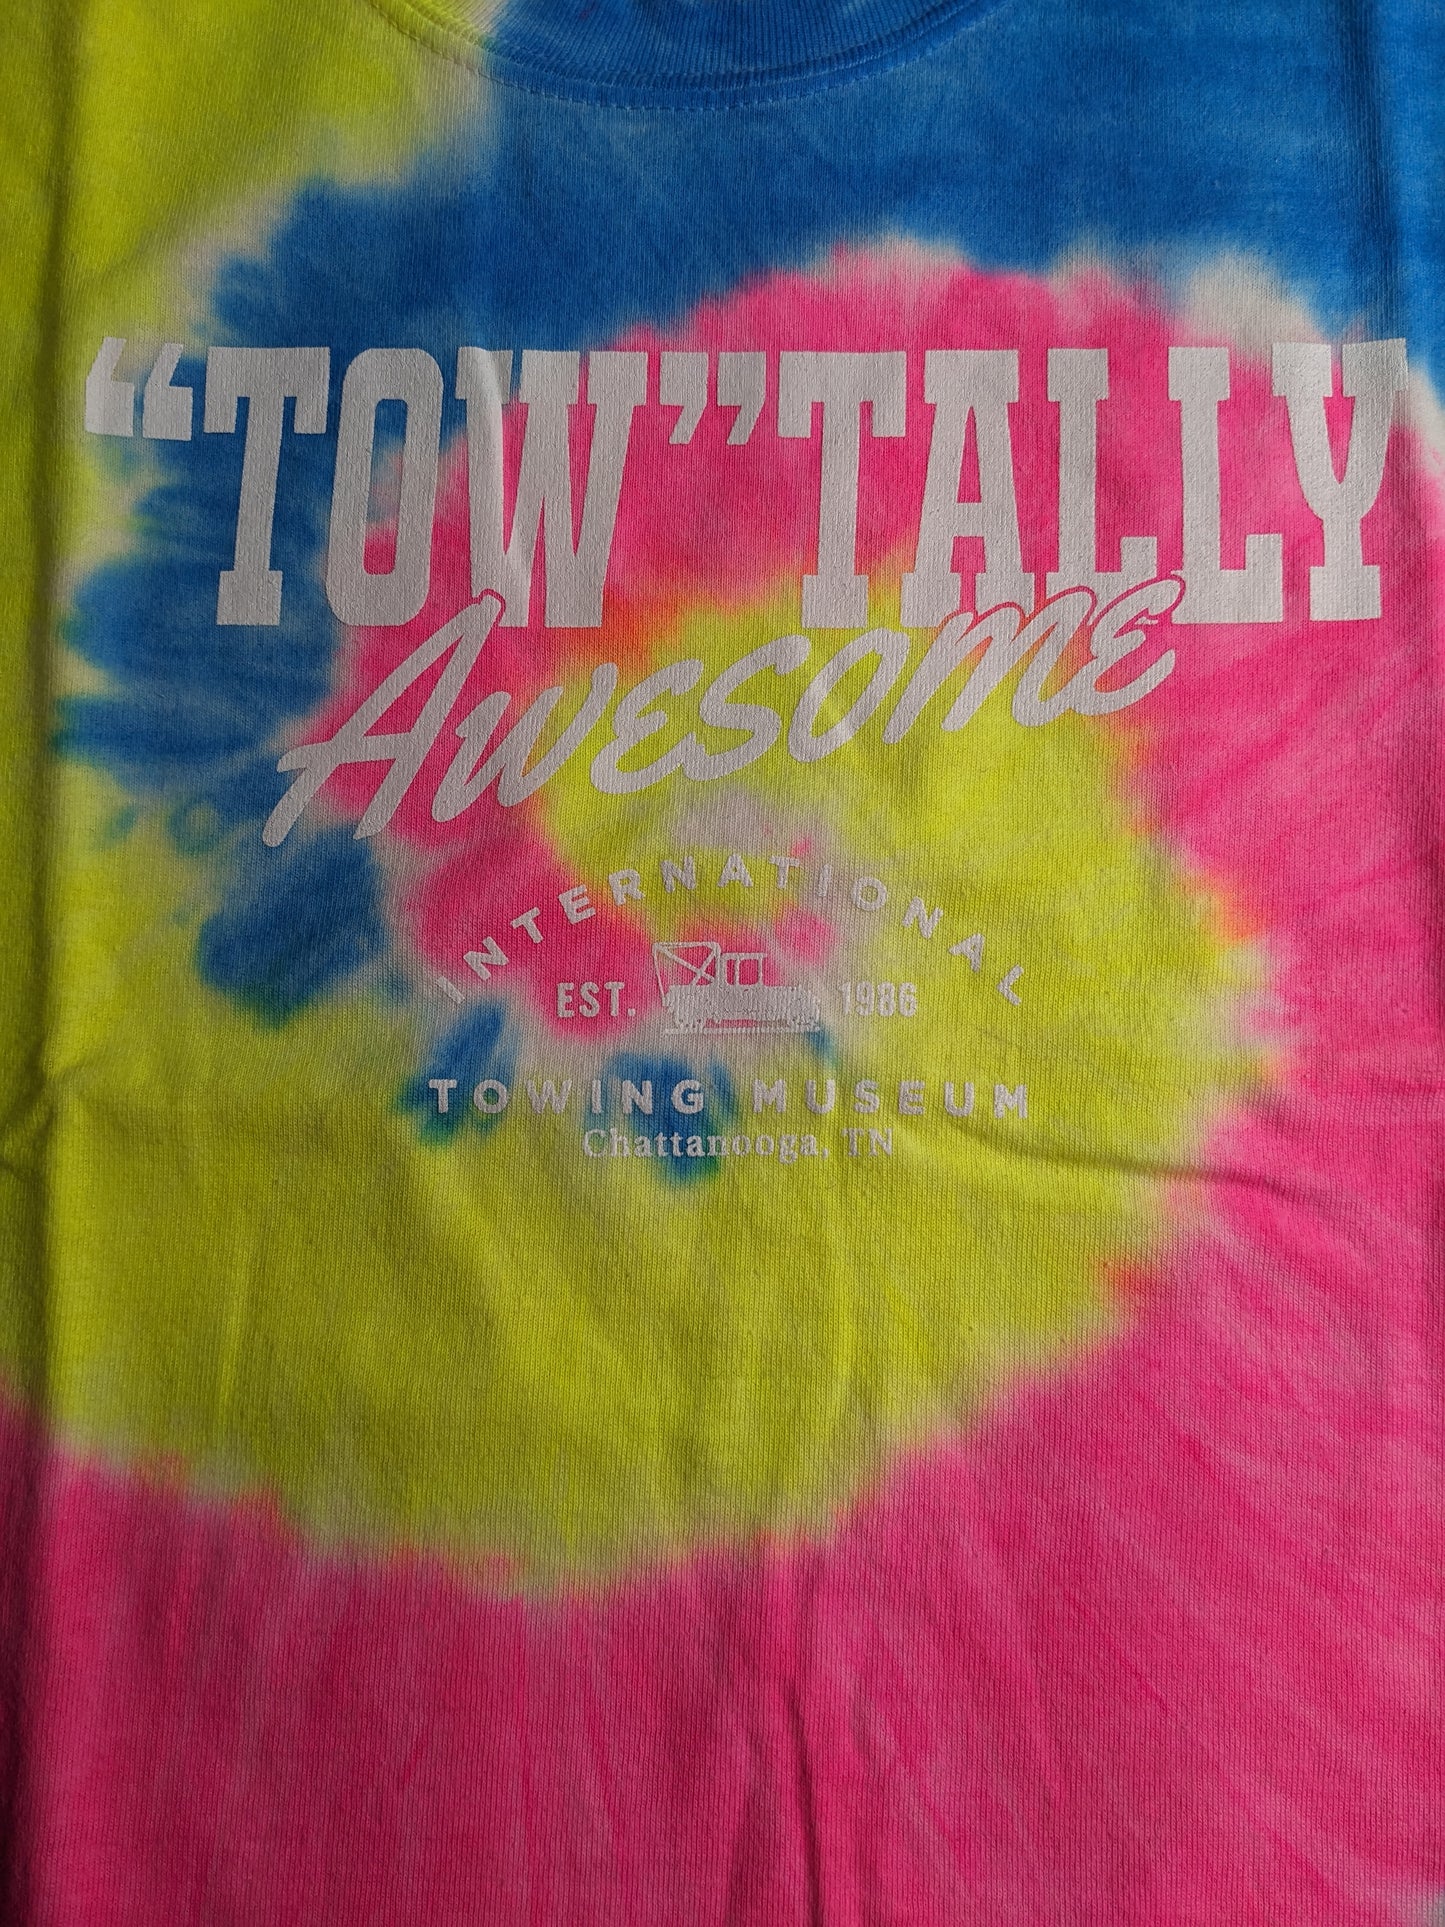 “TOW”TALLY
AWESOME
INTERNATIONAL
EST. 1986
TOWING MUSEUM
Chattanooga, TN